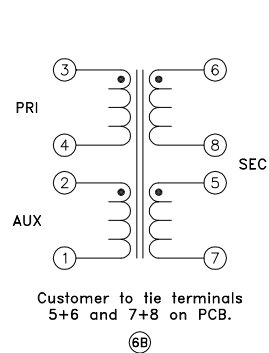 3
6
PRI
4
8
SEC
2
5
AUX
1
7
Customer to tie terminals
5+6 and 7+8 on PCB.
6B